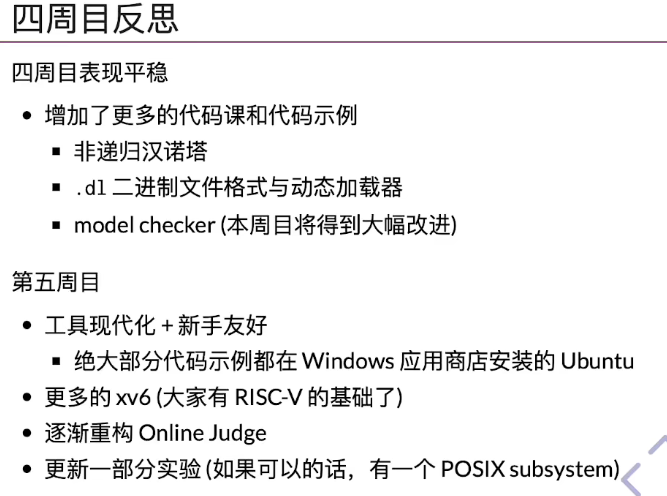 四周目反思
四周目表现平稳
• 增加了更多的代码课和代码示例
▪ 非递归汉诺塔
▪ .dl 二进制文件格式与动态加载器
▪ model checker (本周目将得到大幅改进)
第五周目
• 工具现代化 + 新手友好
▪ 绝大部分代码示例都在 Windows 应用商店安装的 Ubuntu
• 更多的 xv6 (大家有 RISC-V 的基础了)
• 逐渐重构 Online Judge
• 更新一部分实验 (如果可以的话，有一个 POSIX subsystem)